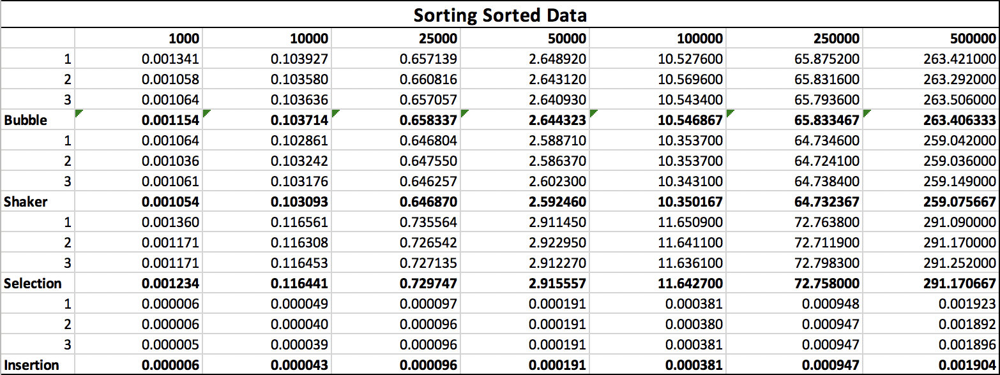 Sorting Sorted Data
1000 10000 25000 50000 100000 250000 500000
1 0.001341 0.103927 0.657139 2.648920 10.527600 65.875200 263.421000
2 0.001058 0.103580 0.660816 2.643120 10.569600 65.831600 263.292000
3 0.001064 0.103636 0.657057 2.640930 10.543400 65.793600 263.506000
Bubble 0.001154 0.103714 0.658337 2.644323 10.546867 65.833467 263.406333
1 0.001064 0.102861 0.646804 2.588710 10.353700 64.734600 259.042000
2 0.001036 0.103242 0.647550 2.586370 10.353700 64.724100 259.036000
3 0.001061 0.103176 0.646257 2.602300 10.343100 64.738400 259.149000
Shaker 0.001054 0.103093 0.646870 2.592460 10.350167 64.732367 259.075667
1 0.001360 0.116561 0.735564 2.911450 11.650900 72.763800 291.090000
2 0.001171 0.116308 0.726542 2.922950 11.641100 72.711900 291.170000
3 0.001171 0.116453 0.727135 2.912270 11.636100 72.798300 291.252000
Selection 0.001234 0.116441 0.729747 2.915557 11.642700 72.758000 291.170667
1 0.000006 0.000049 0.000097 0.000191 0.000381 0.000948 0.001923
2 0.000006 0.000040 0.000096 0.000191 0.000380 0.000947 0.001892
3 0.000005 0.000039 0.000096 0.000191 0.000381 0.000947 0.001896
Insertion 0.000006 0.000043 0.000096 0.000191 0.000381 0.000947 0.001904